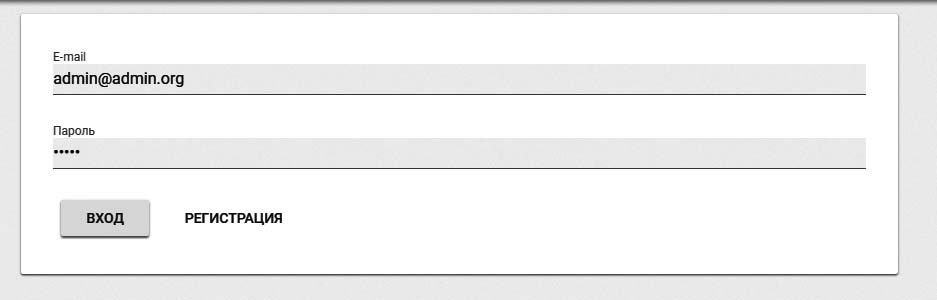 E-mail
admin@admin.org
Пароль
•••••
ВХОД РЕГИСТРАЦИЯ